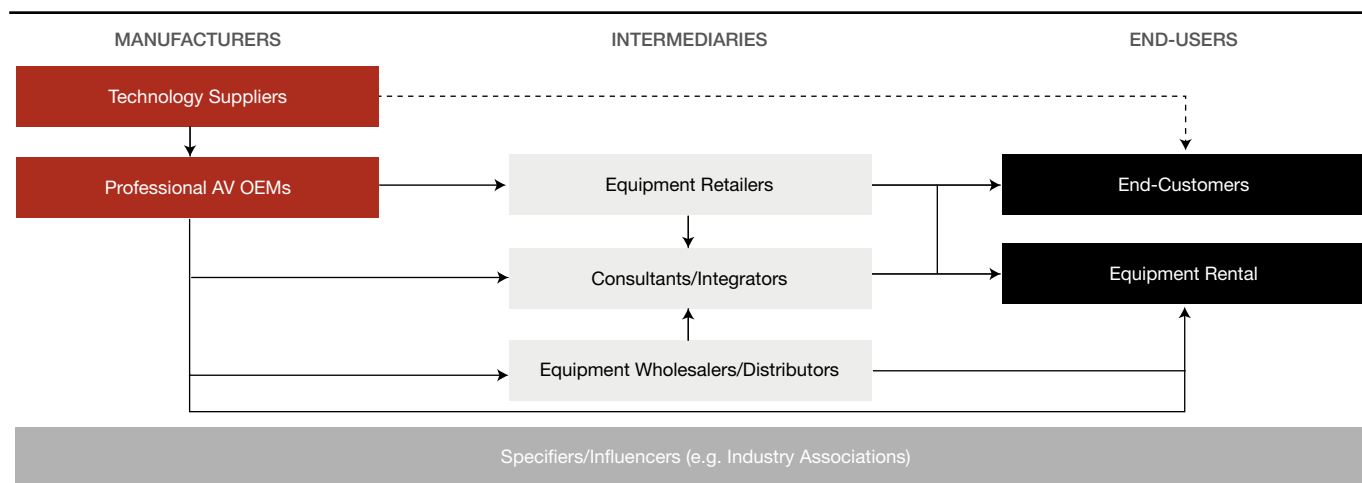 MANUFACTURERS
INTERMEDIARIES
END-USERS
Technology Suppliers
Professional AV OEMs
Equipment Retailers
End-Customers
Consultants/Integrators
Equipment Rental
Equipment Wholesalers/Distributors
Specifiers/Influencers (e.g. Industry Associations)